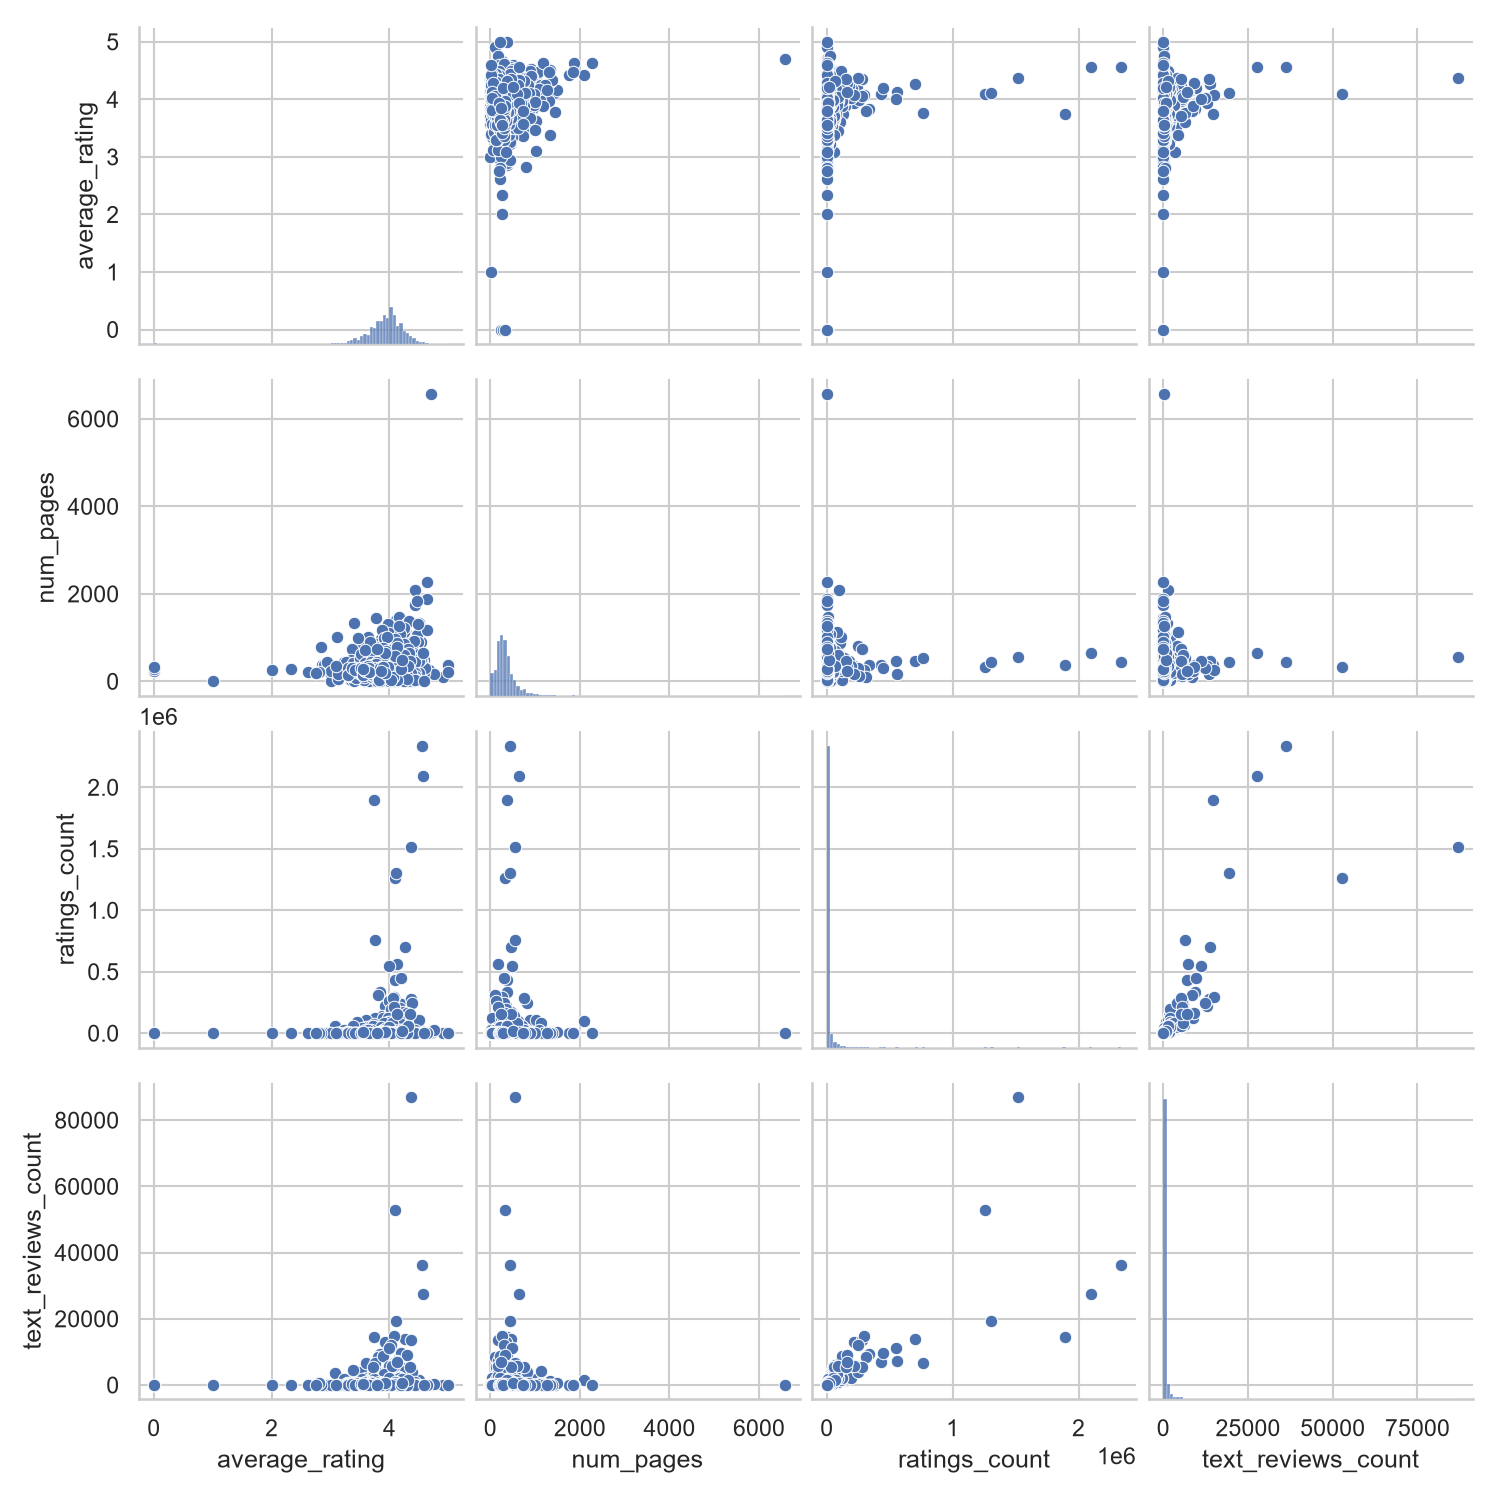 5
4
3
2
1
0
average_rating
6000
4000
2000
0
num_pages
1e6
2.0
1.5
1.0
0.5
0.0
ratings_count
80000
60000
40000
20000
0
text_reviews_count
0 2 4
average_rating
0 2000 4000 6000
num_pages
0 1 2
1e6
ratings_count
0 25000 50000 75000
text_reviews_count